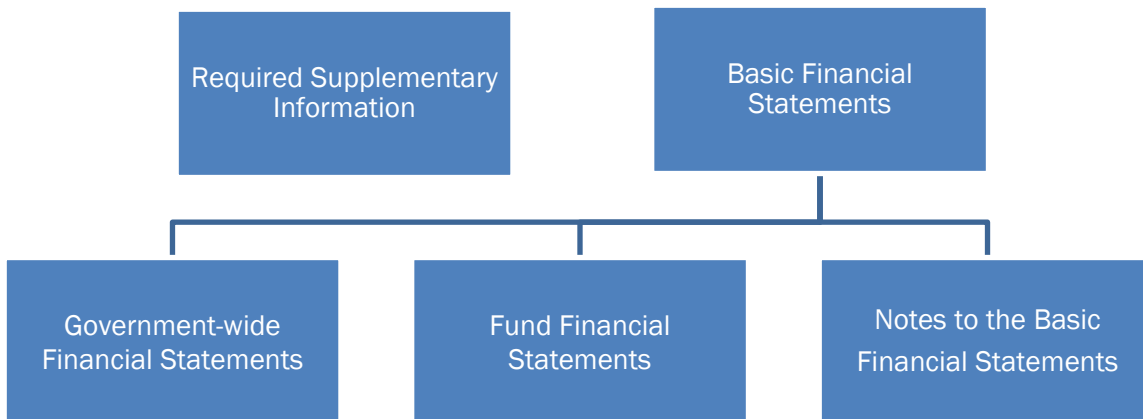 Required Supplementary
Information
Basic Financial
Statements
Government-wide
Financial Statements
Fund Financial
Statements
Notes to the Basic
Financial Statements